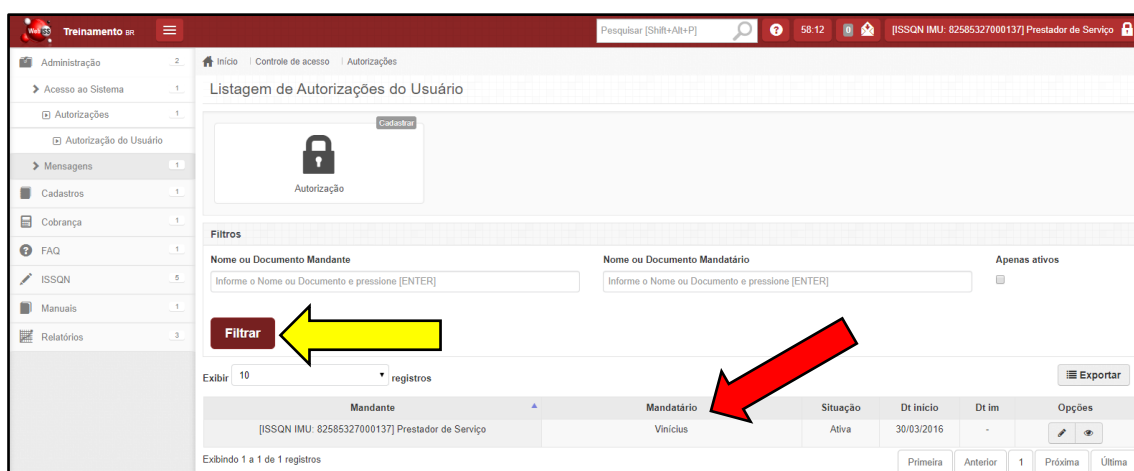 WebISS Treinamento BR Pesquisar [Shift+Alt+P] 58:12 0 [ISSQN IMU: 82585327000137] Prestador de Serviço
Administração 2
Acesso ao Sistema 1
Autorizações 1
Autorização do Usuário
Mensagens 1
Cadastros 1
Cobrança 1
FAQ 1
ISSQN 5
Manuais 1
Relatórios 3
Início Controle de acesso Autorizações
Listagem de Autorizações do Usuário
Cadastrar
Autorização
Filtros
Nome ou Documento Mandante Nome ou Documento Mandatário Apenas ativos
Informe o Nome ou Documento e pressione [ENTER] Informe o Nome ou Documento e pressione [ENTER]
Filtrar
Exibir 10 registros Exportar
Mandante Mandatário Situação Dt início Dt im Opções
[ISSQN IMU: 82585327000137] Prestador de Serviço Vinícius Ativa 30/03/2016 -
Exibindo 1 a 1 de 1 registros Primeira Anterior 1 Próxima Última